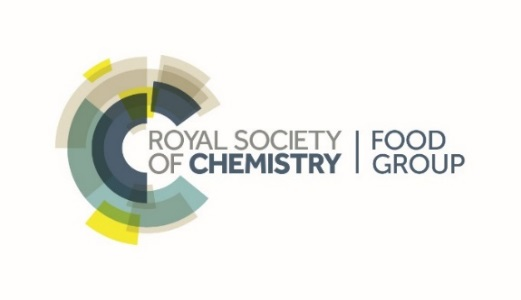 ROYAL SOCIETY
OF CHEMISTRY
FOOD
GROUP